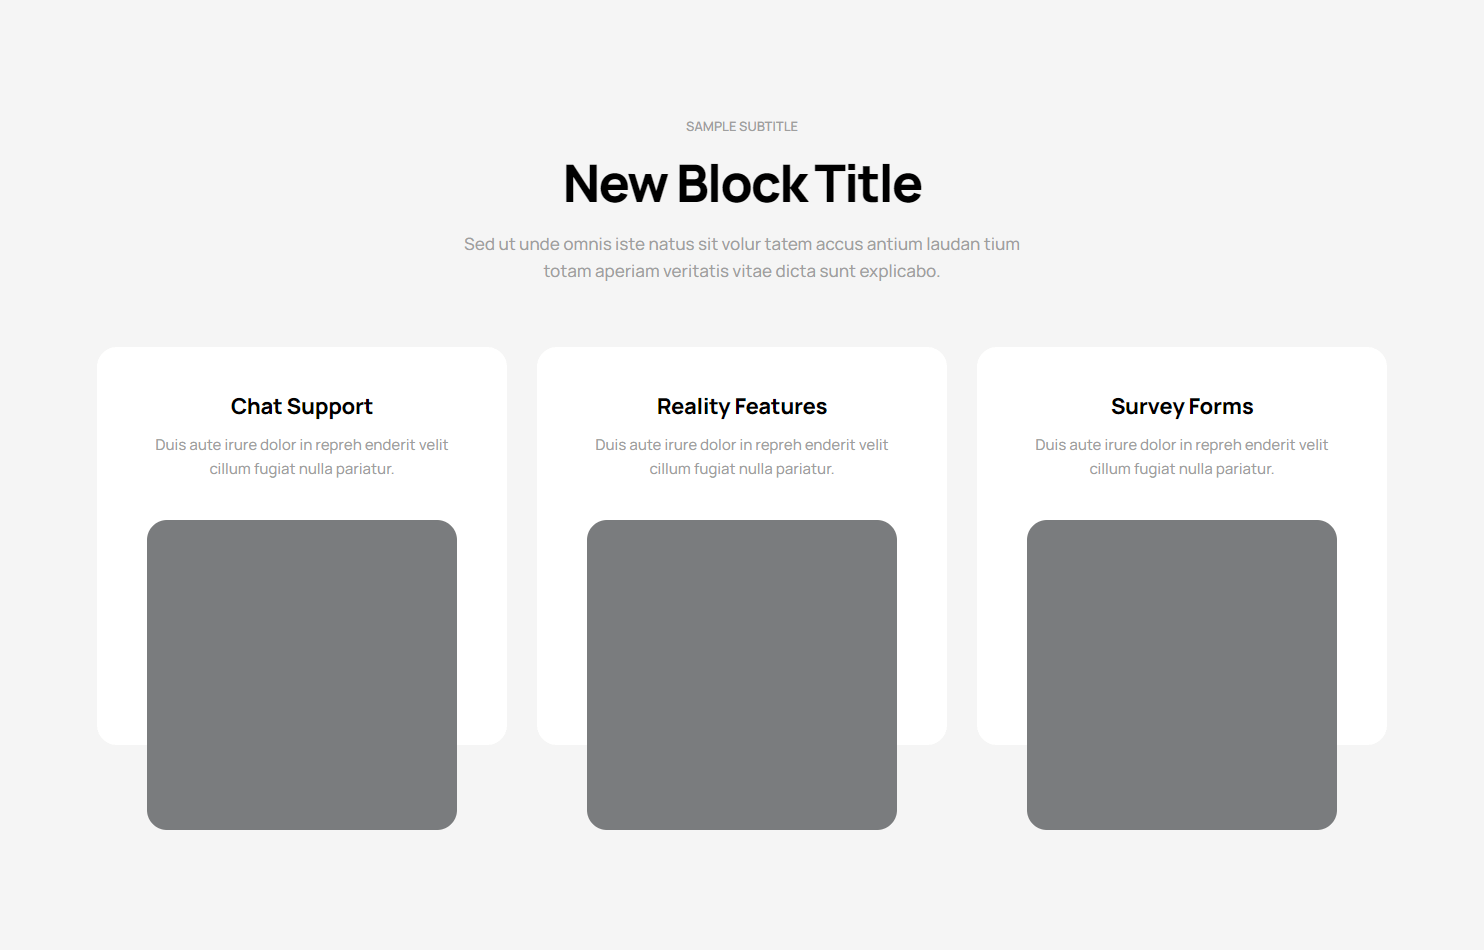 SAMPLE SUBTITLE
New Block Title
Sed ut unde omnis iste natus sit volur tatem accus antium laudan tium
totam aperiam veritatis vitae dicta sunt explicabo.
Chat Support
Duis aute irure dolor in repreh enderit velit
cillum fugiat nulla pariatur.
Reality Features
Duis aute irure dolor in repreh enderit velit
cillum fugiat nulla pariatur.
Survey Forms
Duis aute irure dolor in repreh enderit velit
cillum fugiat nulla pariatur.